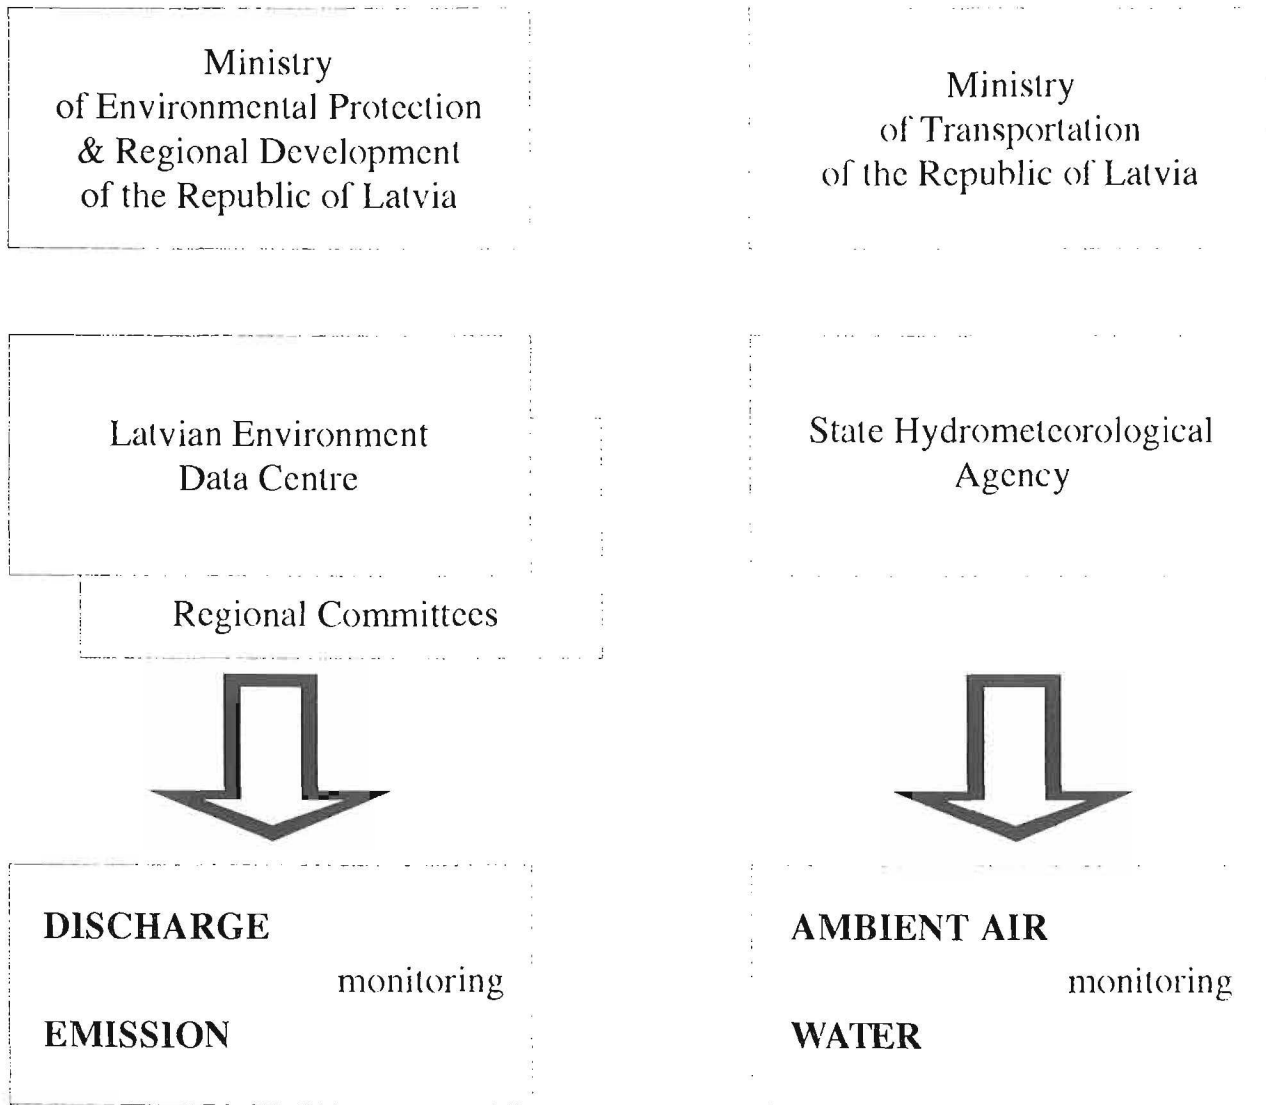 Ministry
of Environmental Protection
& Regional Development
of the Republic of Latvia
Ministry
of Transportation
of the Republic of Latvia
Latvian Environment
Data Centre
Regional Committees
State Hydrometeorological
Agency
DISCHARGE
monitoring
EMISSION
AMBIENT AIR
monitoring
WATER